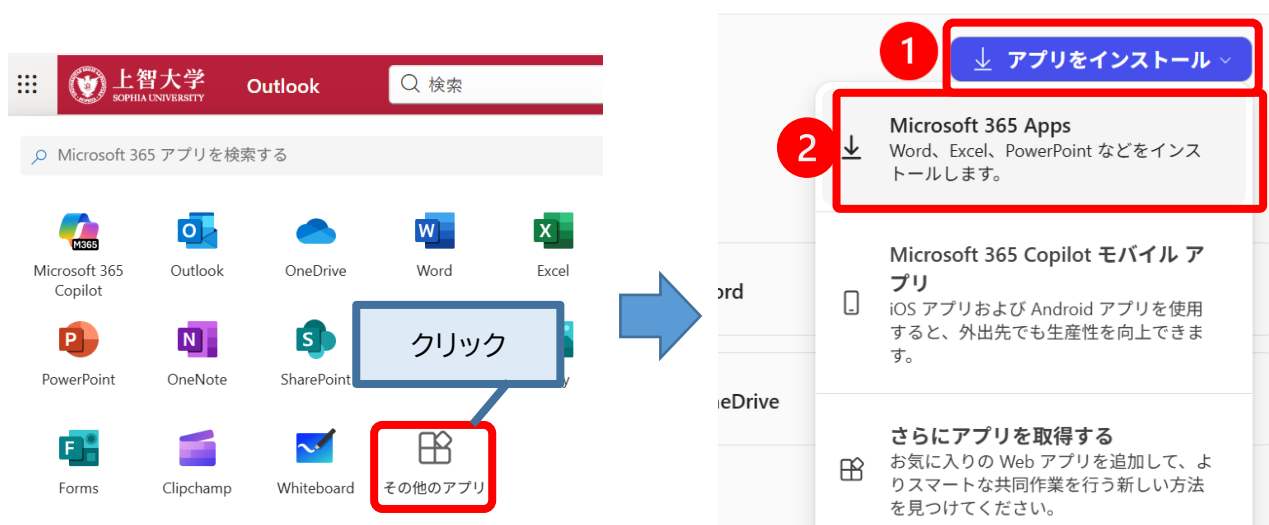 上智大学
SOPHIA UNIVERSITY
Outlook
検索
Microsoft 365 アプリを検索する
M365
Microsoft 365
Copilot
Outlook
OneDrive
Word
Excel
PowerPoint
OneNote
SharePoint
クリック
Forms
Clipchamp
Whiteboard
その他のアプリ
1
アプリをインストール
2
Microsoft 365 Apps
Word、Excel、PowerPoint などをインス
トールします。
Microsoft 365 Copilot モバイル ア
プリ
iOS アプリおよび Android アプリを使用
すると、外出先でも生産性を向上できま
す。
ord
neDrive
さらにアプリを取得する
お気に入りの Web アプリを追加して、よ
りスマートな共同作業を行う新しい方法
を見つけてください。